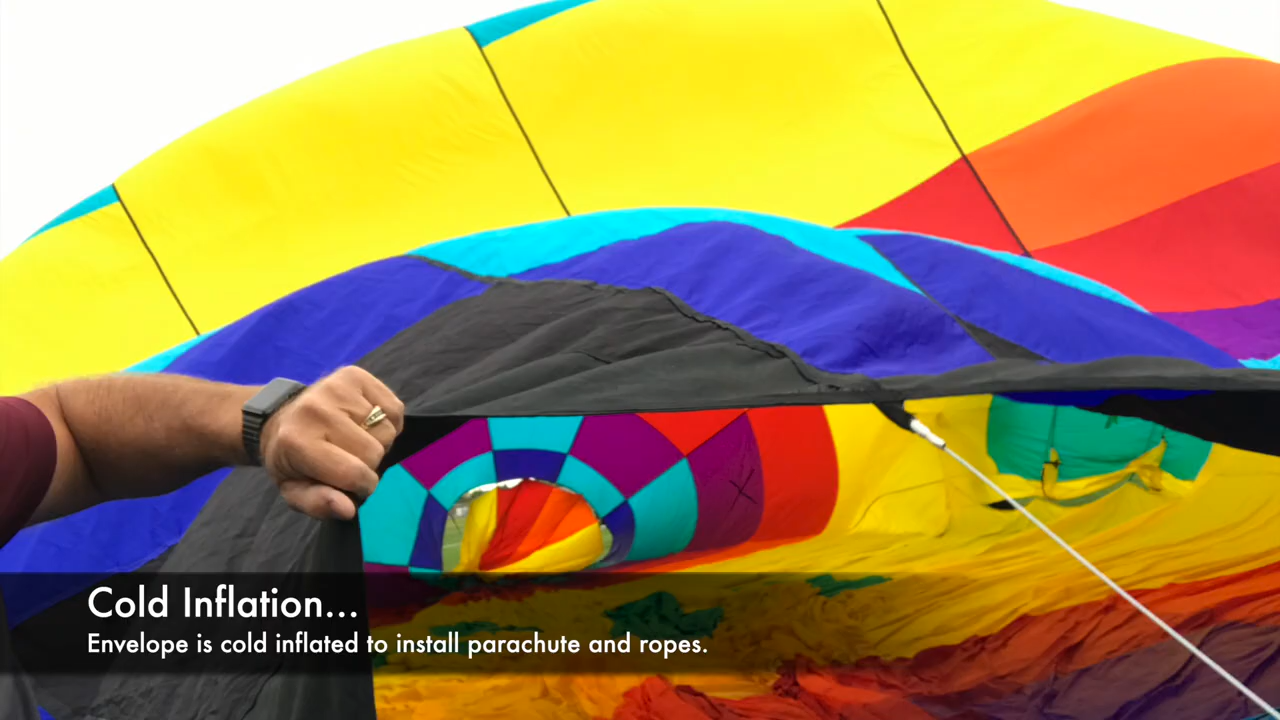 Cold Inflation...
Envelope is cold inflated to install parachute and ropes.